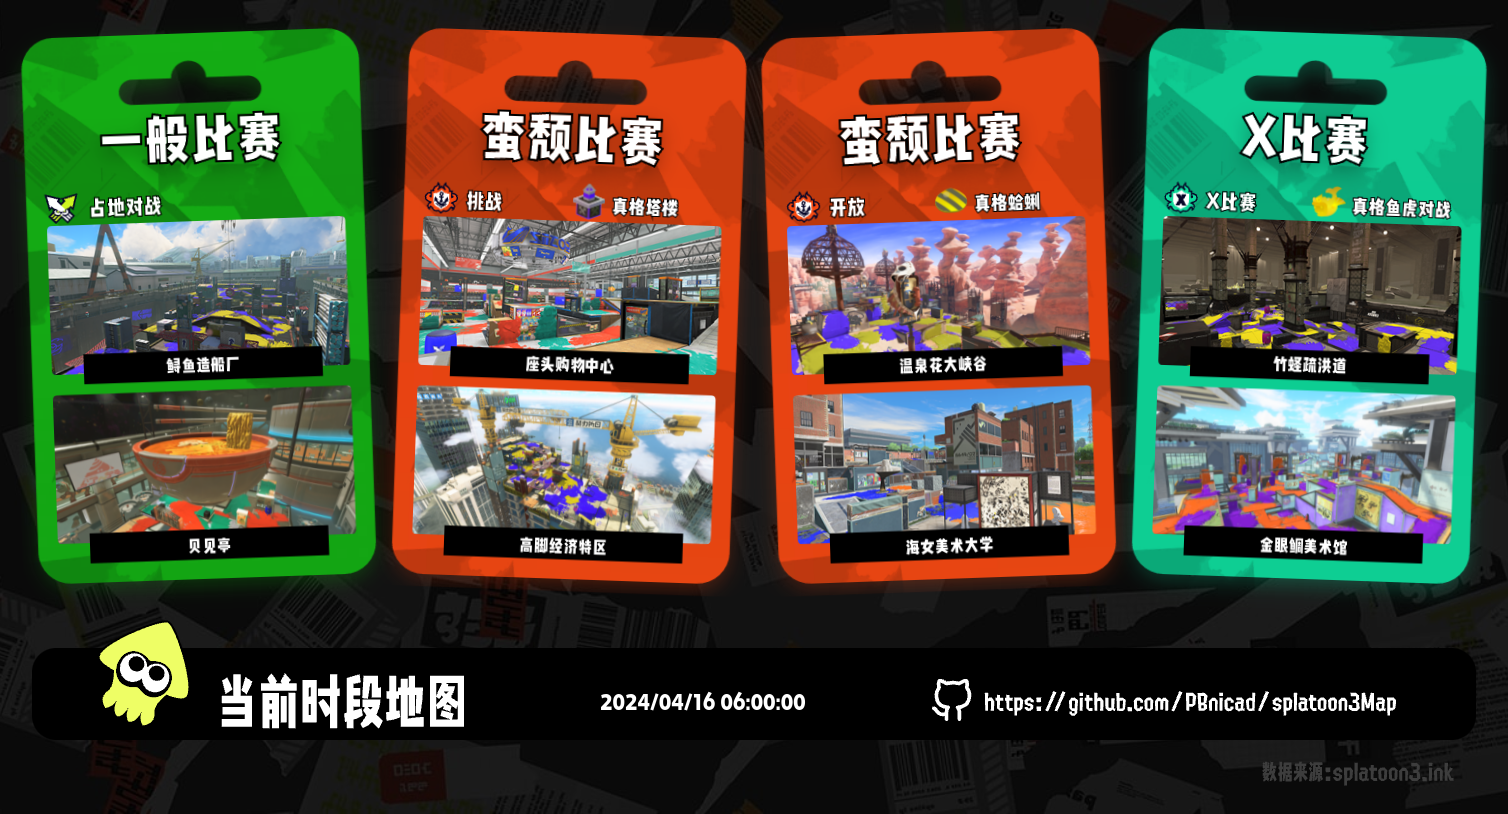 一般比赛
占地对战
鲟鱼造船厂
贝见亭
蛮颓比赛
挑战
真格塔楼
座头购物中心
高脚经济特区
蛮颓比赛
开放
真格蛤蜊
温泉花大峡谷
海女美术大学
X比赛
X比赛
真格鱼虎对战
竹蛏疏洪道
金眼鲷美术馆
当前时段地图
2024/04/16 06:00:00
https://github.com/PBnicad/splatoon3Map
数据来源:splatoon3.ink